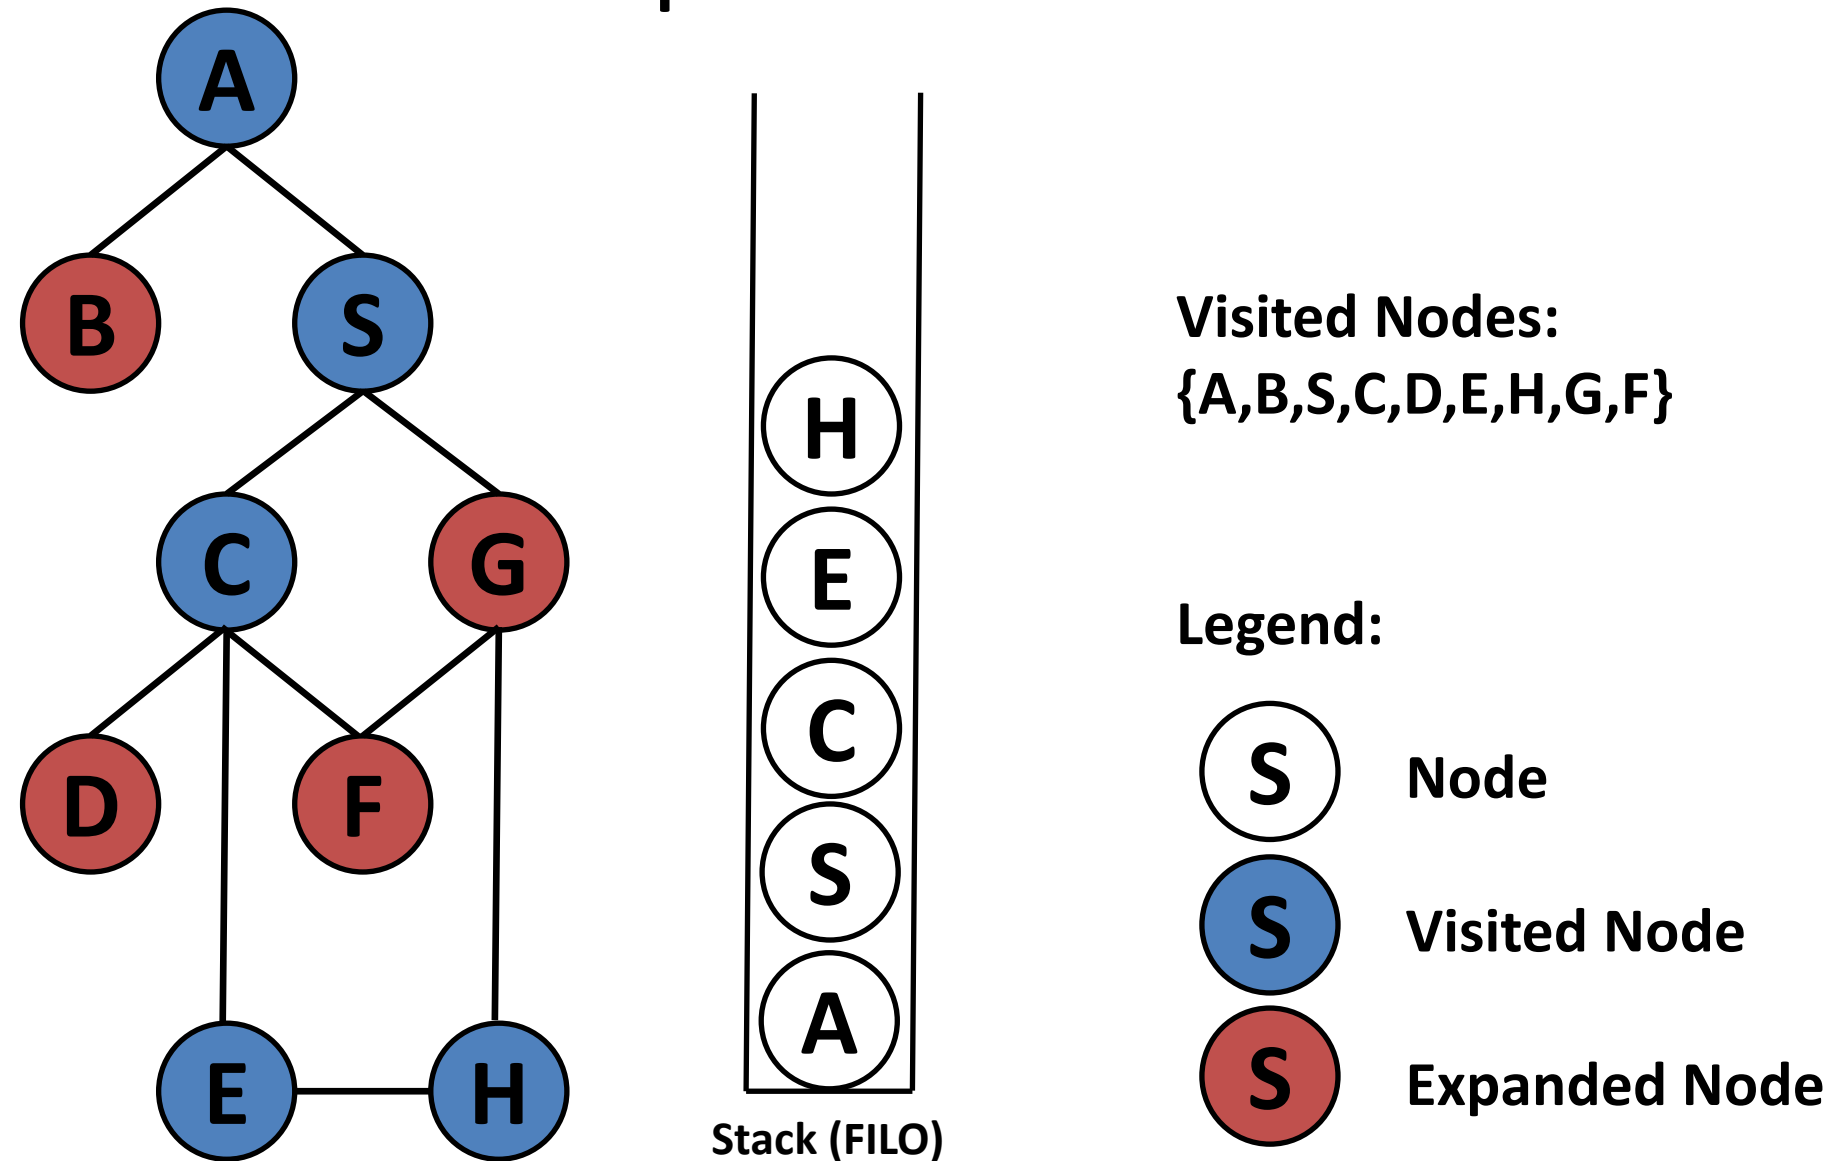 A
B
S
C
G
D
F
E
H
H
E
C
S
A
Stack (FILO)
Visited Nodes:
{A,B,S,C,D,E,H,G,F}
Legend:
S Node
S Visited Node
S Expanded Node